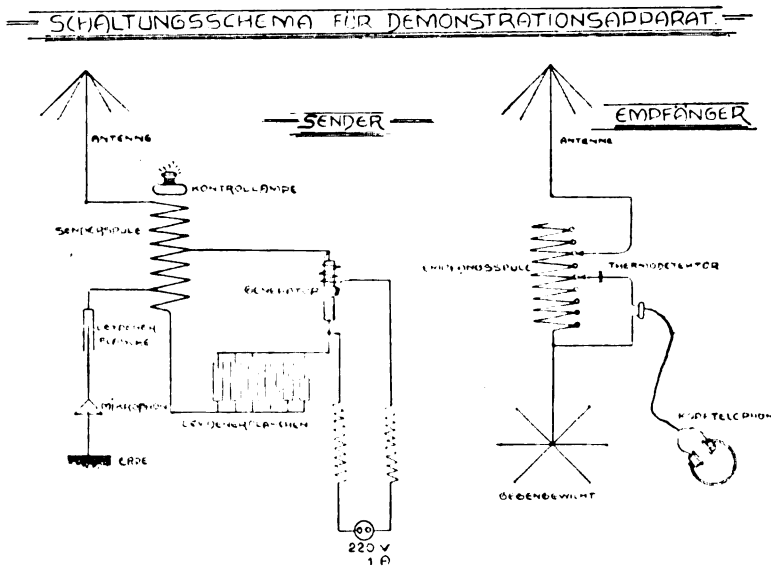 SCHALTUNGSSCHEMA FÜR DEMONSTRATIONSAPPARAT.
SENDER
EMPFÄNGER
ANTENNE
ANTENNE
KONTROLLAMPE
SENDERSPULE
EMPFANGSSPULE
THERMODETEKTOR
GENERATOR
LEYDENER
FLASCHE
MIKROPHON
LEYDENERFLASCHEN
KOPFTELEPHON
ERDE
GEGENGEWICHT
220 V
1 A